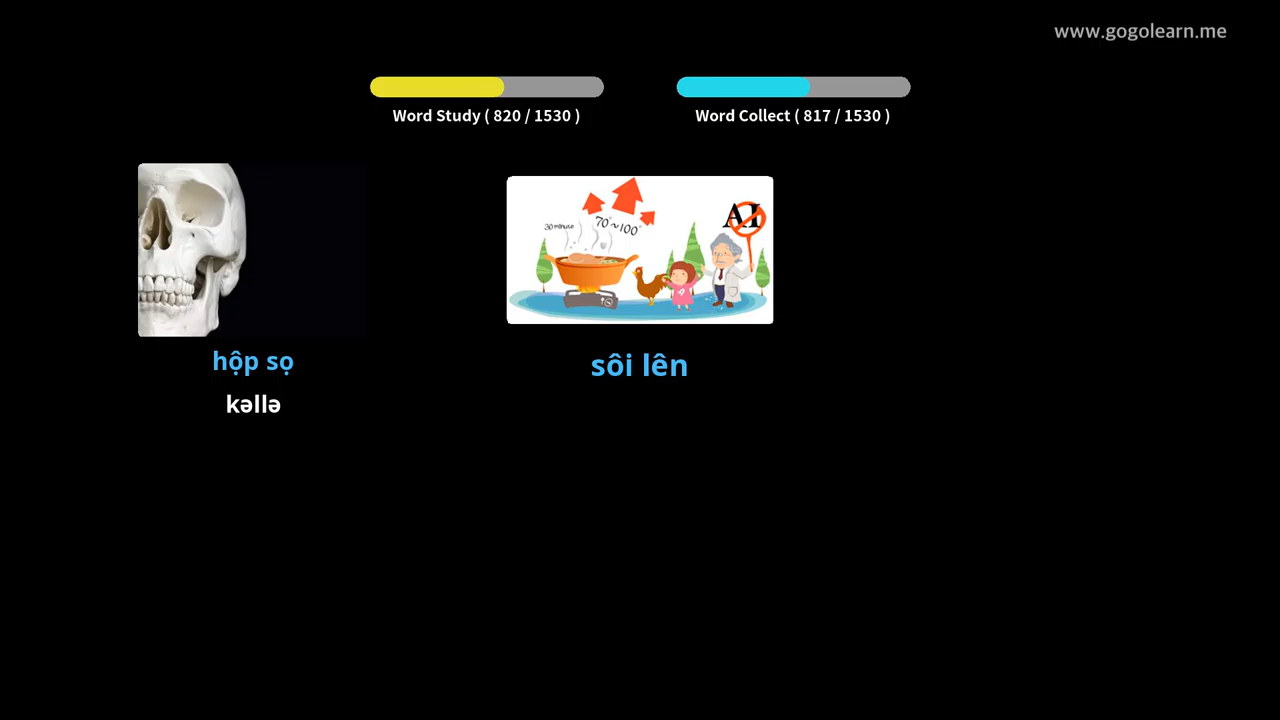 www.gogolearn.me
Word Study ( 820 / 1530 )
Word Collect ( 817 / 1530 )
30 minuse
70°~100°
AI
hộp sọ
kəllə
sôi lên